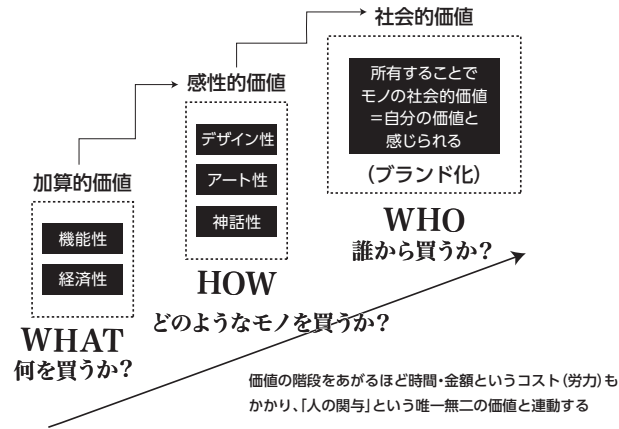 加算的価値
機能性
経済性
WHAT
何を買うか?
感性的価値
デザイン性
アート性
神話性
HOW
どのようなモノを買うか?
社会的価値
所有することで
モノの社会的価値
=自分の価値と
感じられる
(ブランド化)
WHO
誰から買うか?
価値の階段をあがるほど時間・金額というコスト(労力)も
かかり、「人の関与」という唯一無二の価値と連動する